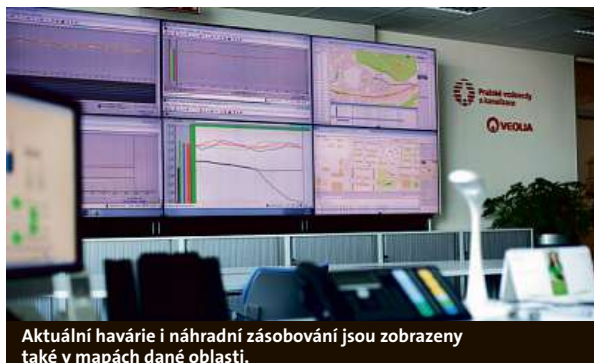 Pražské vodovody
a kanalizace
VEOLIA
Aktuální havárie i náhradní zásobování jsou zobrazeny
také v mapách dané oblasti.